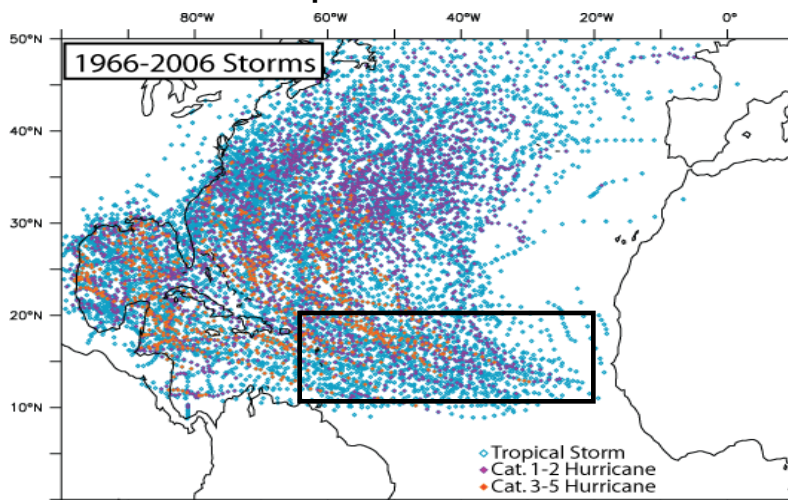 80°W 60°W 40°W 20°W 0°
50°N
1966-2006 Storms
40°N
30°N
20°N
10°N
Tropical Storm
Cat. 1-2 Hurricane
Cat. 3-5 Hurricane